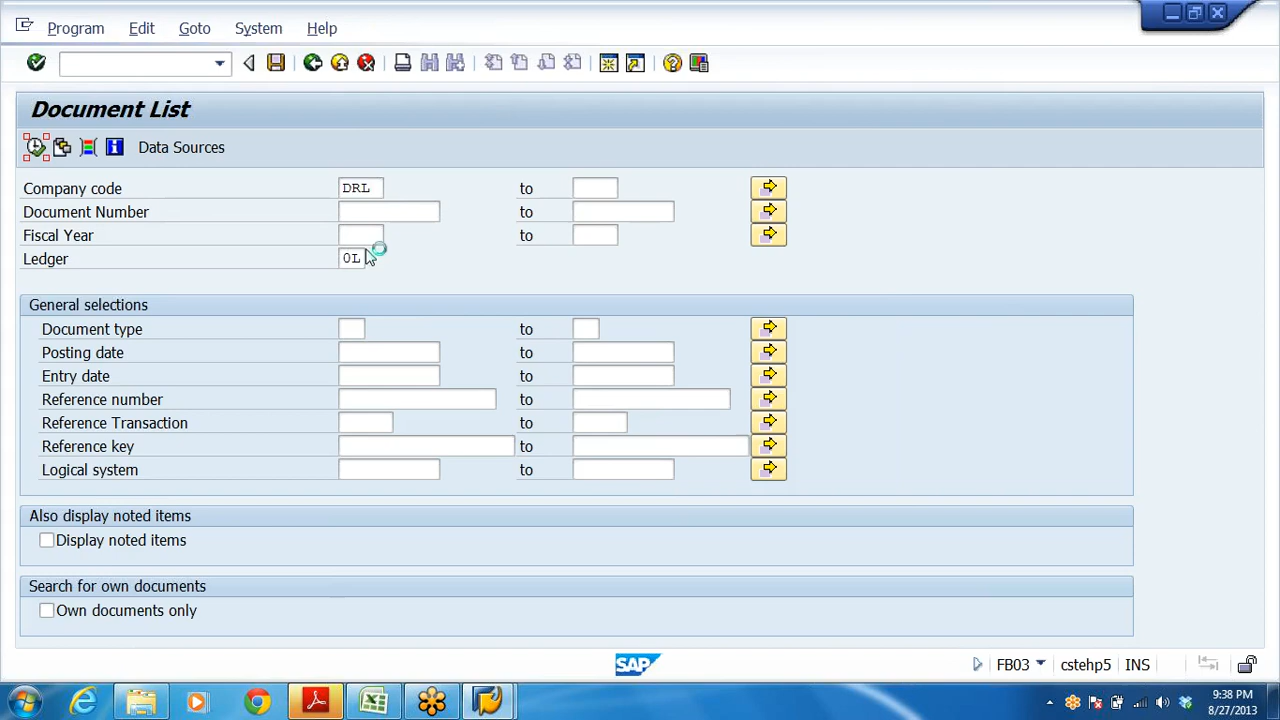 Program Edit Goto System Help
Document List
Data Sources
Company code DRL to
Document Number to
Fiscal Year to
Ledger 0L
General selections
Document type to
Posting date to
Entry date to
Reference number to
Reference Transaction to
Reference key to
Logical system to
Also display noted items
Display noted items
Search for own documents
Own documents only
SAP FB03 cstehp5 INS
9:38 PM
8/27/2013